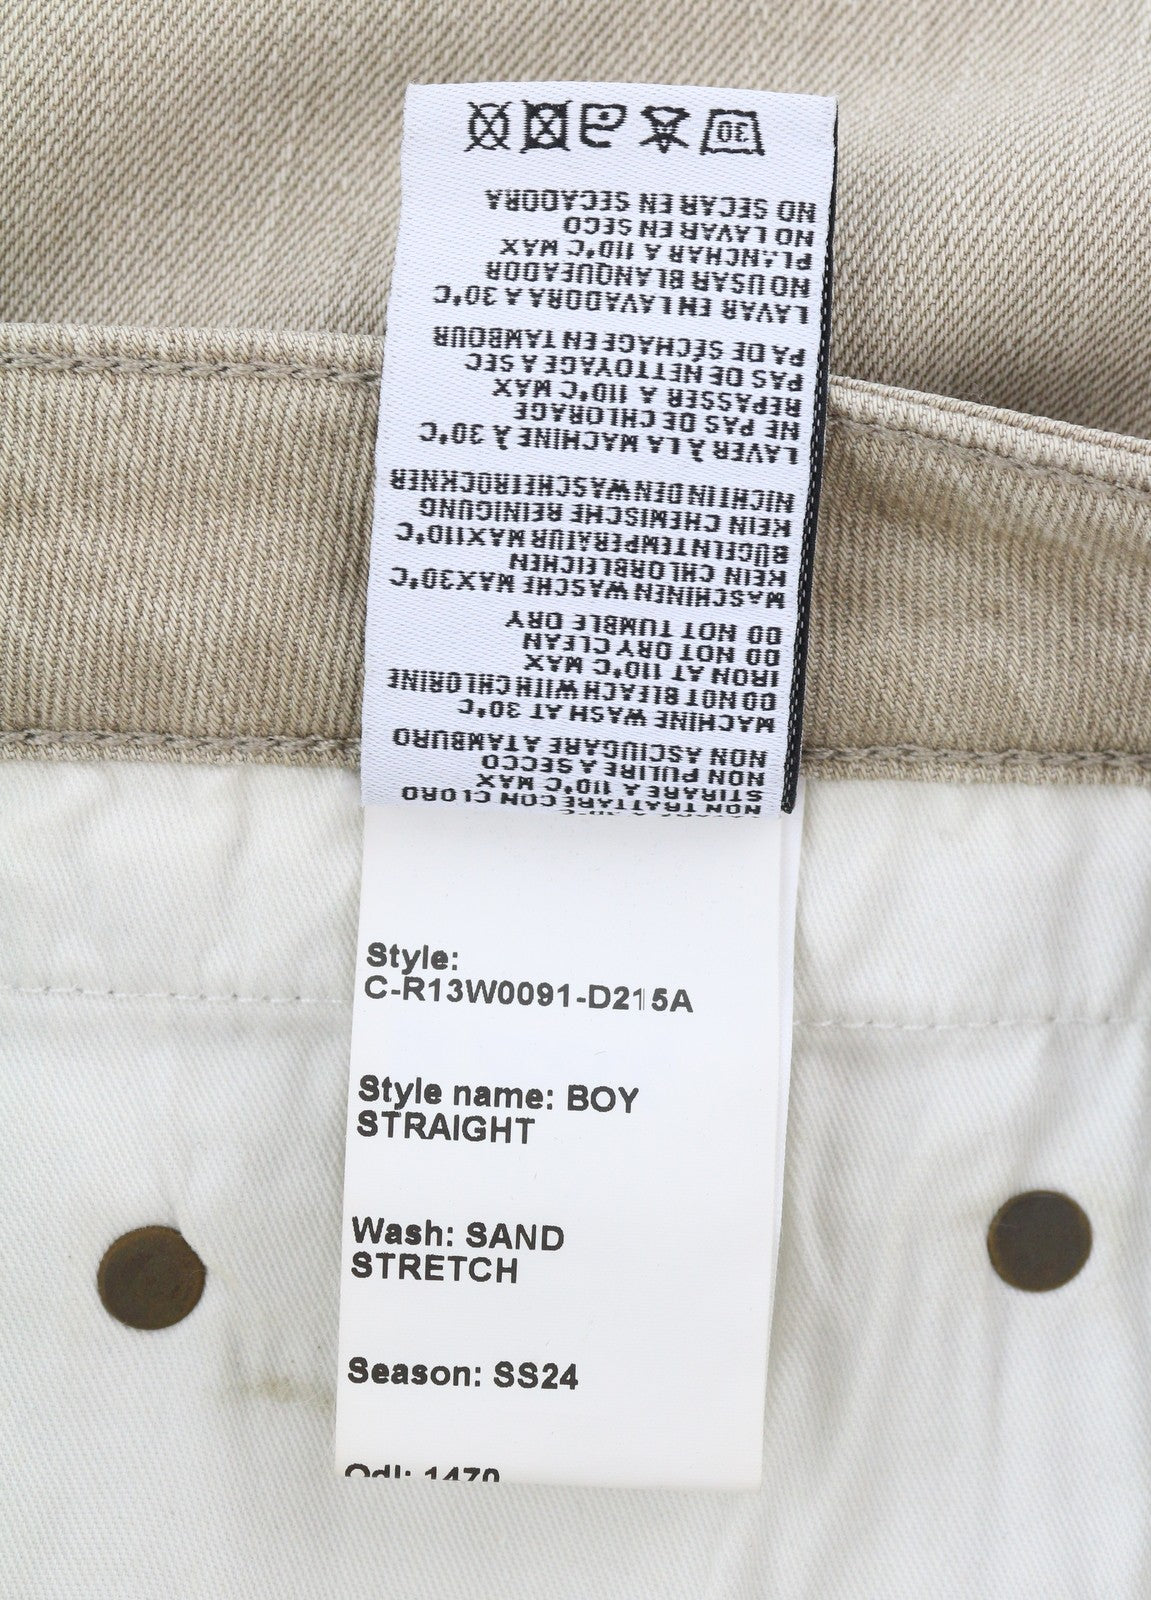 NON TRATTARE CON CLORO
STIRARE A 110°C MAX
NON PULIRE A SECCO
NON ASCIUGARE A TAMBURO
MACHINE WASH AT 30°C
DO NOT BLEACH WITH CHLORINE
IRON AT 110°C MAX
DO NOT DRY CLEAN
DO NOT TUMBLE DRY
MASCHINEN WASCHE MAX30°C
KEIN CHLORBLEICHEN
BÜGELNTEMPERATUR MAX110°C
KEIN CHEMISCHE REINIGUNG
NICHT IN DEN WASCHETROCKNER
LAVER À LA MACHINE À 30°C
NE PAS DE CHLORAGE
REPASSER A 110°C MAX
PAS DE NETTOYAGE A SEC
PA DE SÉCHAGE EN TAMBOUR
LAVAR EN LAVADORA A 30°C
NO USAR BLANQUEADOR
PLANCHAR A 110°C MAX
NO LAVAR EN SECO
NO SECAR EN SECADORA
30
Style:
C-R13W0091-D215A
Style name: BOY
STRAIGHT
Wash: SAND
STRETCH
Season: SS24
Odl: 1470